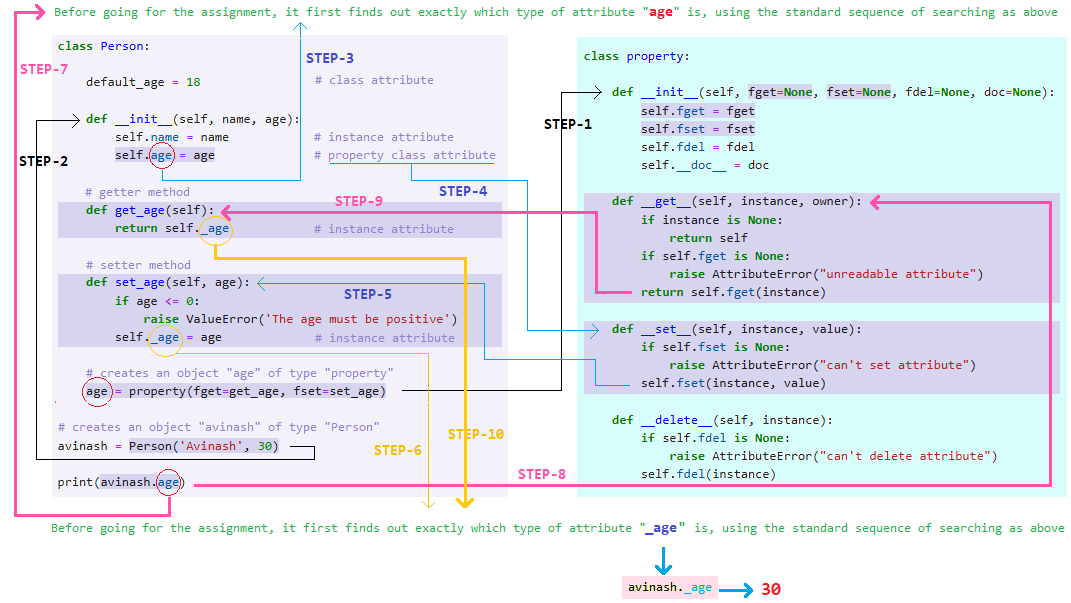 Before going for the assignment, it first finds out exactly which type of attribute "age" is, using the standard sequence of searching as above
class Person:
STEP-3
STEP-7
default_age = 18 # class attribute
def __init__(self, name, age):
self.name = name # instance attribute
STEP-2
self.age = age # property class attribute
# getter method
STEP-4
STEP-9
def get_age(self):
return self._age # instance attribute
# setter method
def set_age(self, age):
STEP-5
if age <= 0:
raise ValueError('The age must be positive')
self._age = age # instance attribute
# creates an object "age" of type "property"
age = property(fget=get_age, fset=set_age)
# creates an object "avinash" of type "Person"
STEP-10
avinash = Person('Avinash', 30)
STEP-6
print(avinash.age)
STEP-8
class property:
def __init__(self, fget=None, fset=None, fdel=None, doc=None):
self.fget = fget
STEP-1
self.fset = fset
self.fdel = fdel
self.__doc__ = doc
def __get__(self, instance, owner):
if instance is None:
return self
if self.fget is None:
raise AttributeError("unreadable attribute")
return self.fget(instance)
def __set__(self, instance, value):
if self.fset is None:
raise AttributeError("can't set attribute")
self.fset(instance, value)
def __delete__(self, instance):
if self.fdel is None:
raise AttributeError("can't delete attribute")
self.fdel(instance)
Before going for the assignment, it first finds out exactly which type of attribute "_age" is, using the standard sequence of searching as above
avinash._age 30